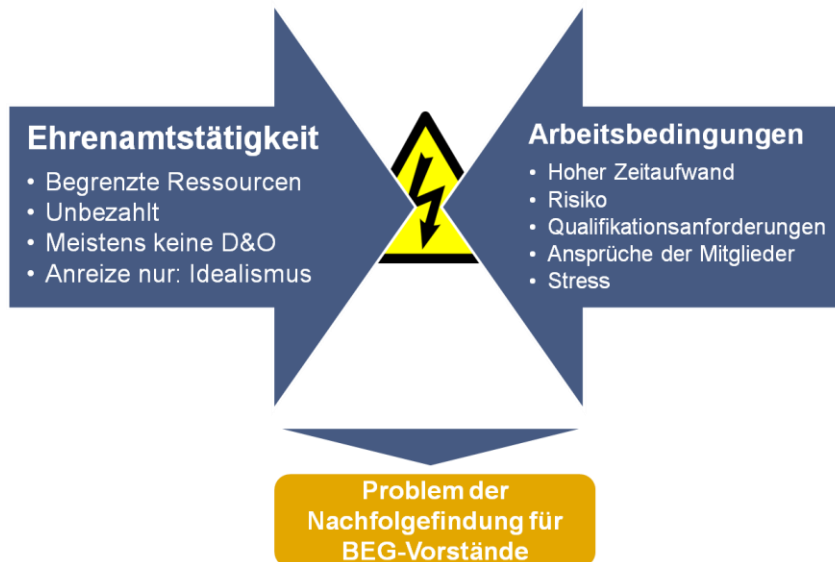 Ehrenamtstätigkeit
• Begrenzte Ressourcen
• Unbezahlt
• Meistens keine D&O
• Anreize nur: Idealismus
Arbeitsbedingungen
• Hoher Zeitaufwand
• Risiko
• Qualifikationsanforderungen
• Ansprüche der Mitglieder
• Stress
Problem der
Nachfolgefindung für
BEG-Vorstände